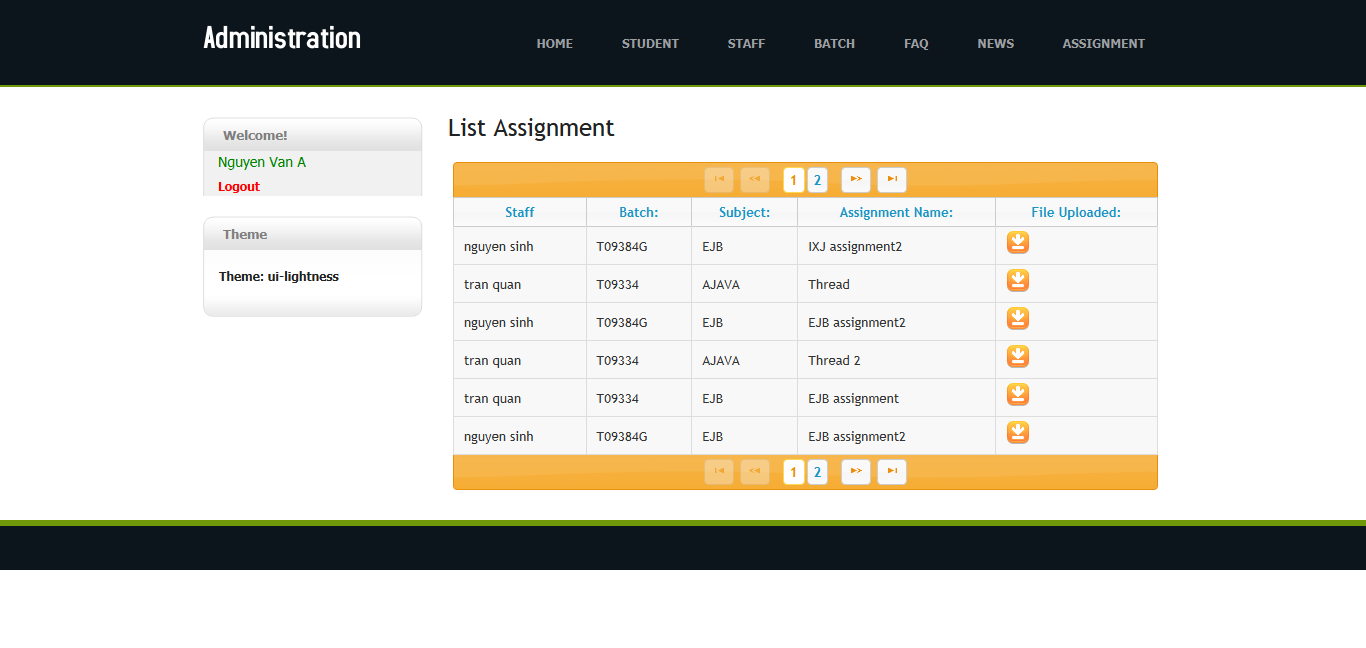 Administration
HOME STUDENT STAFF BATCH FAQ NEWS ASSIGNMENT
Welcome!
Nguyen Van A
Logout
Theme
Theme: ui-lightness
List Assignment
1 2
Staff Batch: Subject: Assignment Name: File Uploaded:
nguyen sinh T09384G EJB IXJ assignment2
tran quan T09334 AJAVA Thread
nguyen sinh T09384G EJB EJB assignment2
tran quan T09334 AJAVA Thread 2
tran quan T09334 EJB EJB assignment
nguyen sinh T09384G EJB EJB assignment2
1 2